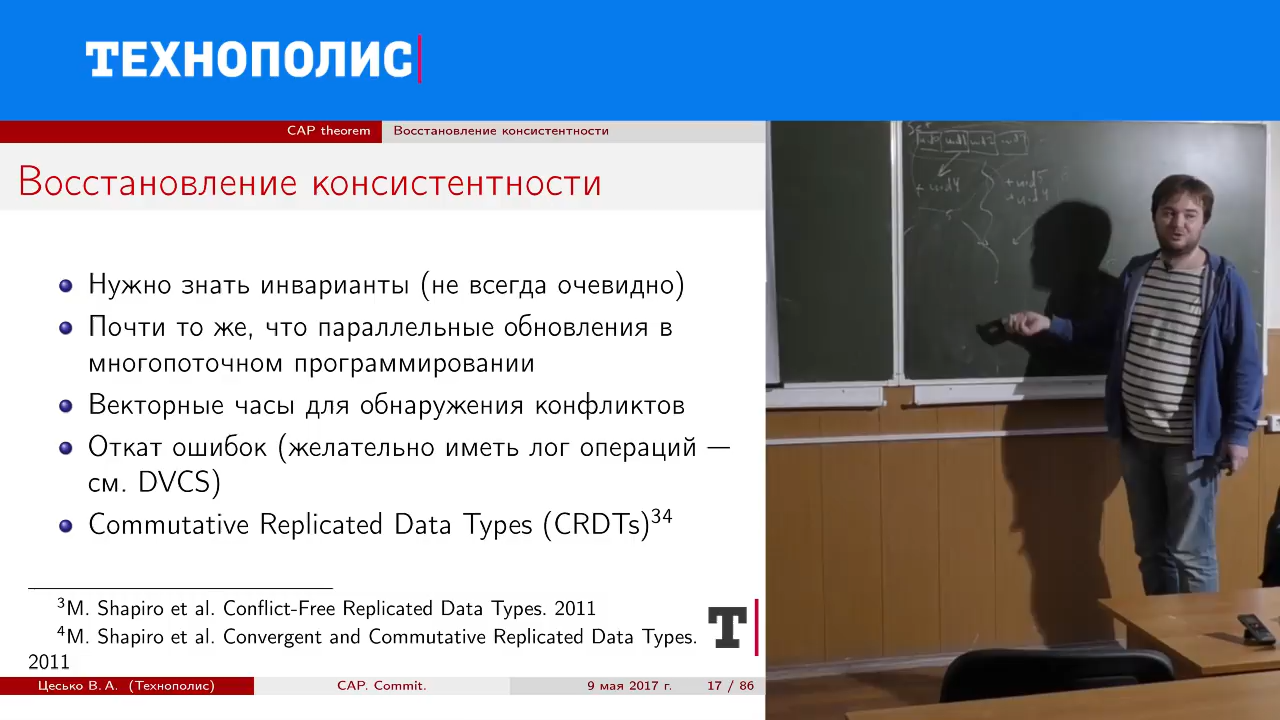 ТЕХНОПОЛИС
CAP theorem
Восстановление консистентности
Восстановление консистентности
Нужно знать инварианты (не всегда очевидно)
Почти то же, что параллельные обновления в
многопоточном программировании
Векторные часы для обнаружения конфликтов
Откат ошибок (желательно иметь лог операций —
см. DVCS)
Commutative Replicated Data Types (CRDTs)³⁴
³M. Shapiro et al. Conflict-Free Replicated Data Types. 2011
⁴M. Shapiro et al. Convergent and Commutative Replicated Data Types.
2011
Т
Цесько В. А. (Технополис)
CAP. Commit.
9 мая 2017 г.
17 / 86